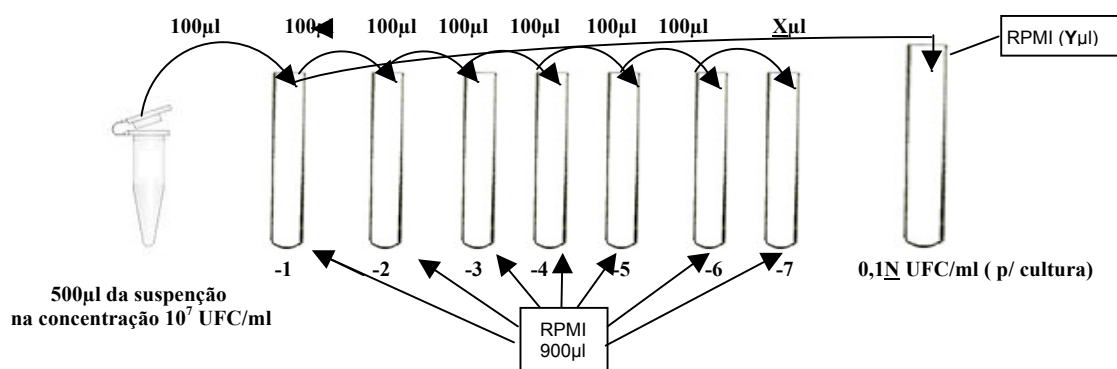 100µl 100µl 100µl 100µl 100µl 100µl 100µl Xµl
RPMI (Yµl)
-1 -2 -3 -4 -5 -6 -7 0,1N UFC/ml ( p/ cultura)
500µl da suspenção
na concentração 10⁷ UFC/ml
RPMI
900µl